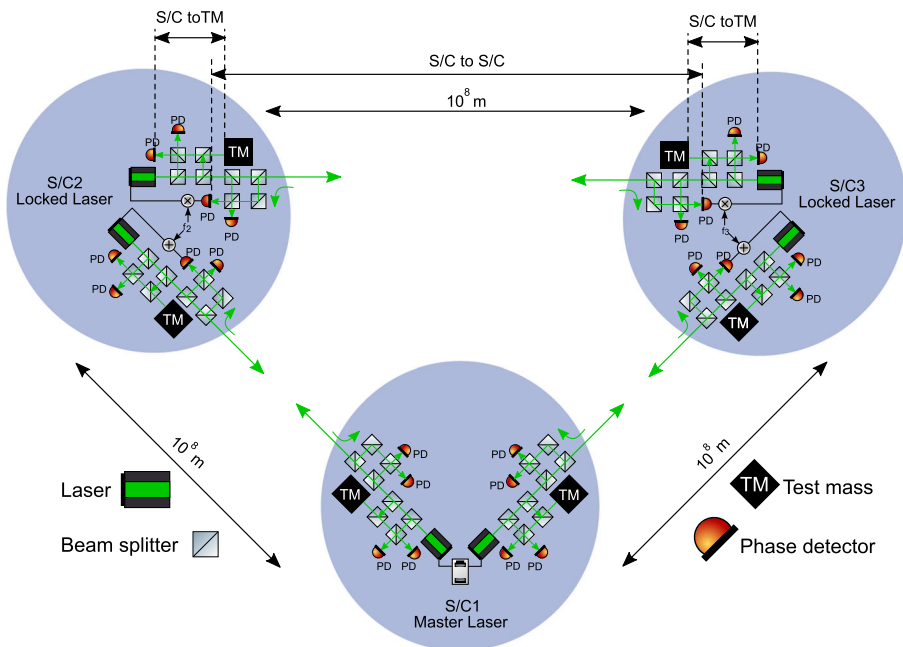 S/C toTM
S/C toTM
S/C to S/C
10⁸ m
PD
PD
TM
PD
PD
S/C2
Locked Laser
f2
PD
PD
PD
TM
PD
PD
TM
PD
PD
S/C3
Locked Laser
f3
PD
PD
PD
TM
PD
10⁸ m
10⁸ m
PD
PD
TM
PD
PD
PD
PD
TM
PD
PD
S/C1
Master Laser
Laser
Beam splitter
TM
Test mass
Phase detector